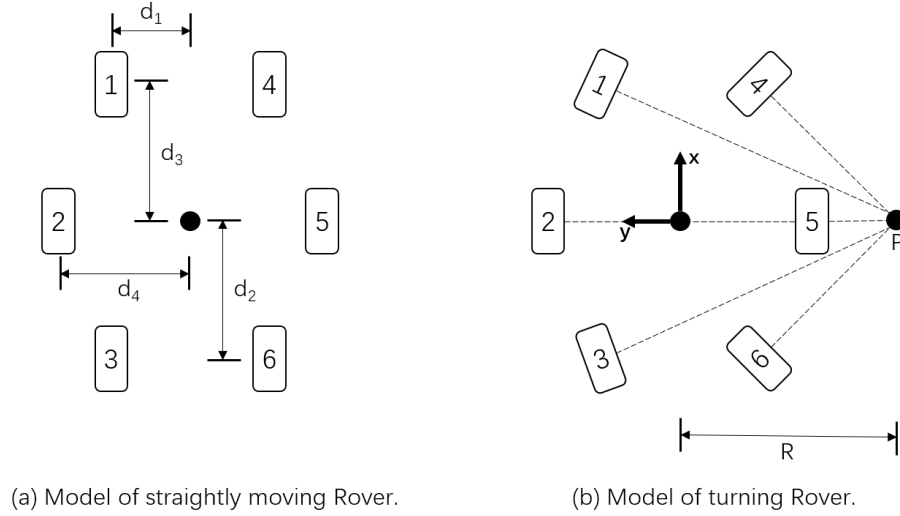 d₁
1
4
d₃
2
5
d₄
d₂
3
6
(a) Model of straightly moving Rover.
1
4
x
2
y
5
P
3
6
R
(b) Model of turning Rover.